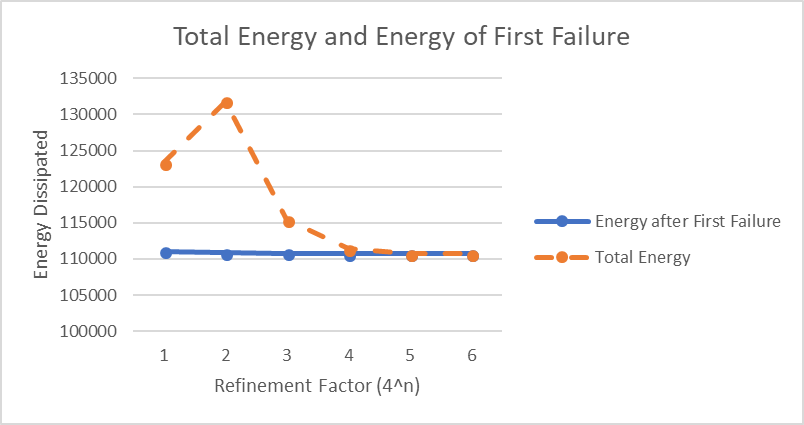 Total Energy and Energy of First Failure
135000
130000
125000
120000
115000
110000
105000
100000
Energy Dissipated
1 2 3 4 5 6
Refinement Factor (4^n)
Energy after First Failure
Total Energy